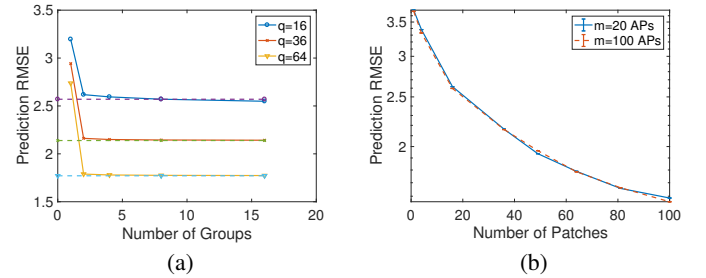 Prediction RMSE
3.5
3
2.5
2
1.5
0
5
10
15
20
Number of Groups
q=16
q=36
q=64
(a)
Prediction RMSE
3.5
3
2.5
2
0
20
40
60
80
100
Number of Patches
m=20 APs
m=100 APs
(b)